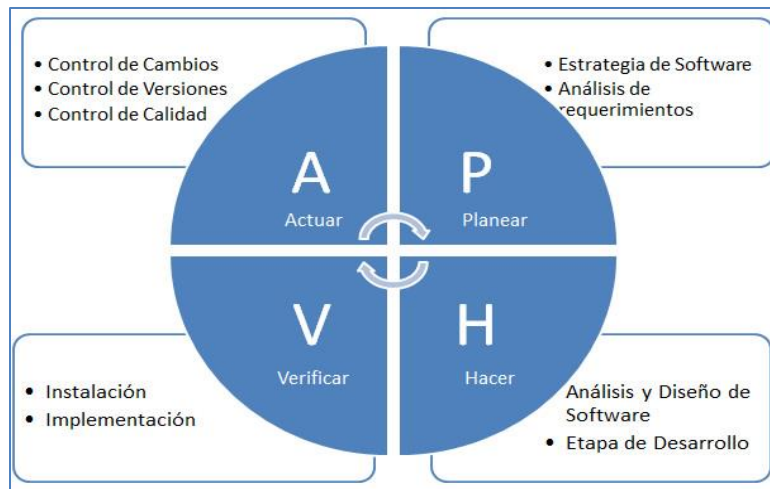 • Control de Cambios
• Control de Versiones
• Control de Calidad
• Estrategia de Software
• Análisis de
requerimientos
A
Actuar
P
Planear
V
Verificar
H
Hacer
• Instalación
• Implementación
Análisis y Diseño de
Software
• Etapa de Desarrollo